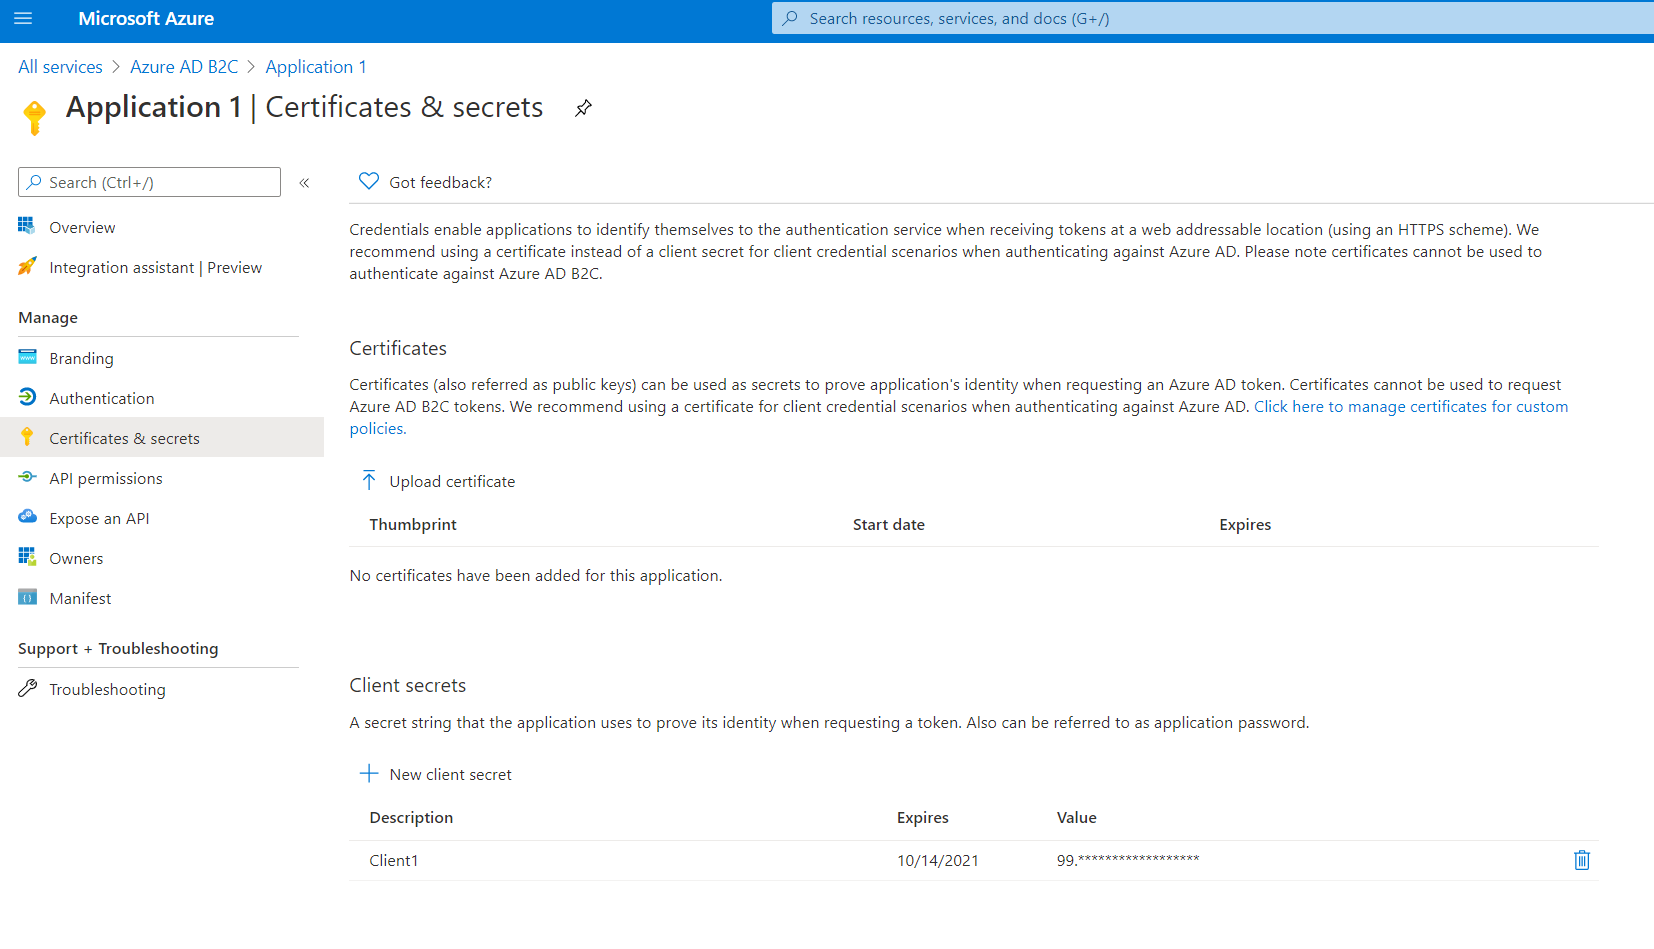 Microsoft Azure
Search resources, services, and docs (G+/)
All services > Azure AD B2C > Application 1
Application 1 | Certificates & secrets
Search (Ctrl+/)
«
Overview
Integration assistant | Preview
Manage
Branding
Authentication
Certificates & secrets
API permissions
Expose an API
Owners
Manifest
Support + Troubleshooting
Troubleshooting
Got feedback?
Credentials enable applications to identify themselves to the authentication service when receiving tokens at a web addressable location (using an HTTPS scheme). We
recommend using a certificate instead of a client secret for client credential scenarios when authenticating against Azure AD. Please note certificates cannot be used to
authenticate against Azure AD B2C.
Certificates
Certificates (also referred as public keys) can be used as secrets to prove application's identity when requesting an Azure AD token. Certificates cannot be used to request
Azure AD B2C tokens. We recommend using a certificate for client credential scenarios when authenticating against Azure AD. Click here to manage certificates for custom
policies.
Upload certificate
Thumbprint Start date Expires
No certificates have been added for this application.
Client secrets
A secret string that the application uses to prove its identity when requesting a token. Also can be referred to as application password.
New client secret
Description Expires Value
Client1 10/14/2021 99.******************